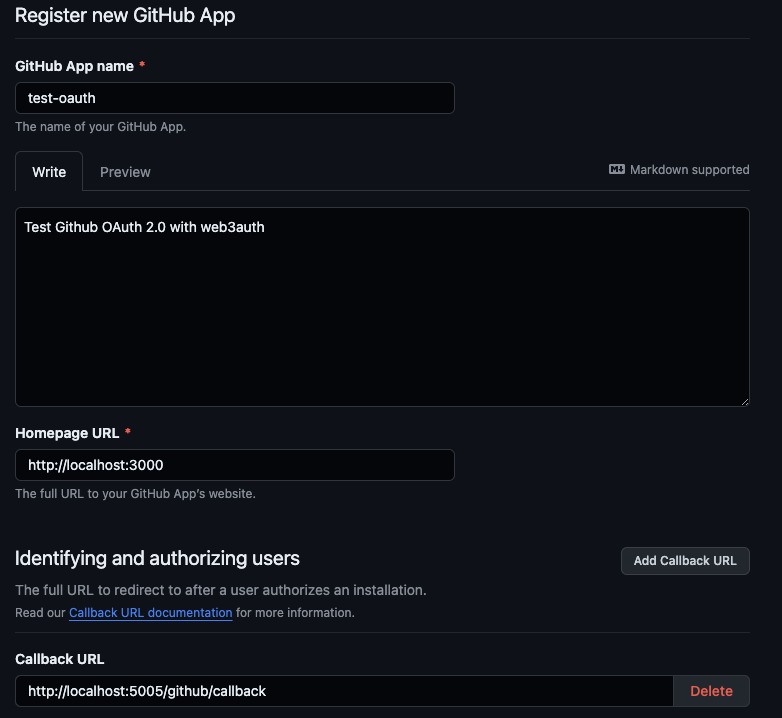 Register new GitHub App
GitHub App name *
test-oauth
The name of your GitHub App.
Write Preview Markdown supported
Test Github OAuth 2.0 with web3auth
Homepage URL *
http://localhost:3000
The full URL to your GitHub App's website.
Identifying and authorizing users Add Callback URL
The full URL to redirect to after a user authorizes an installation.
Read our Callback URL documentation for more information.
Callback URL
http://localhost:5005/github/callback Delete